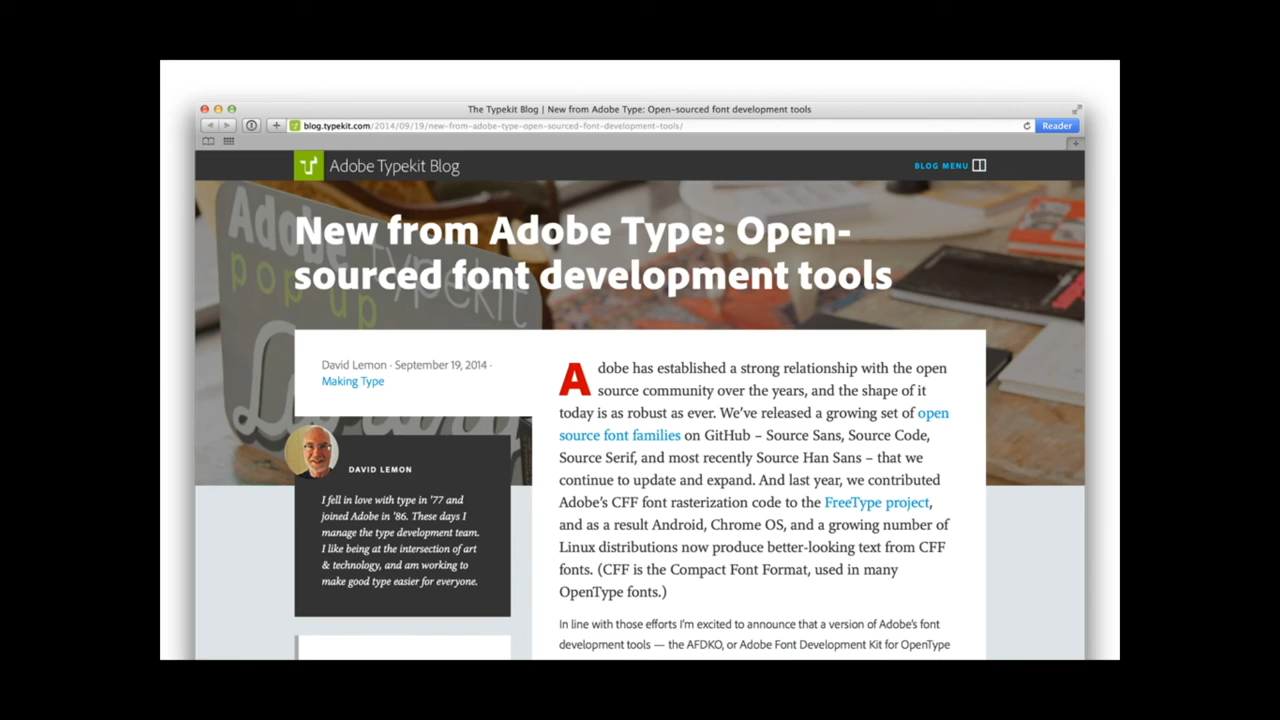 The Typekit Blog | New from Adobe Type: Open-sourced font development tools
blog.typekit.com/2014/09/19/new-from-adobe-type-open-sourced-font-development-tools/
Reader
Adobe Typekit Blog
BLOG MENU
Adobe Typekit
pop up
New from Adobe Type: Open-
sourced font development tools
David Lemon · September 19, 2014 ·
Making Type
DAVID LEMON
I fell in love with type in ’77 and
joined Adobe in ’86. These days I
manage the type development team.
I like being at the intersection of art
& technology, and am working to
make good type easier for everyone.
Adobe has established a strong relationship with the open
source community over the years, and the shape of it
today is as robust as ever. We’ve released a growing set of open
source font families on GitHub – Source Sans, Source Code,
Source Serif, and most recently Source Han Sans – that we
continue to update and expand. And last year, we contributed
Adobe’s CFF font rasterization code to the FreeType project,
and as a result Android, Chrome OS, and a growing number of
Linux distributions now produce better-looking text from CFF
fonts. (CFF is the Compact Font Format, used in many
OpenType fonts.)
In line with those efforts I’m excited to announce that a version of Adobe’s font
development tools — the AFDKO, or Adobe Font Development Kit for OpenType